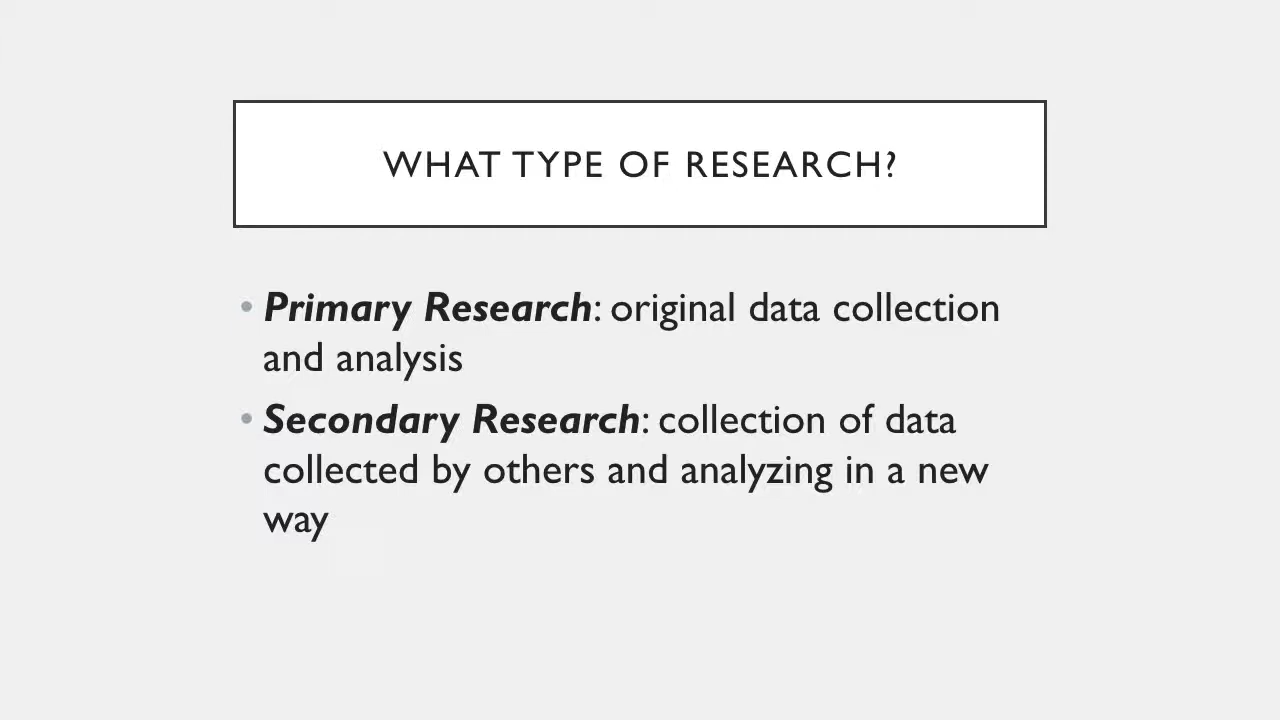 WHAT TYPE OF RESEARCH?
• Primary Research: original data collection
and analysis
• Secondary Research: collection of data
collected by others and analyzing in a new
way